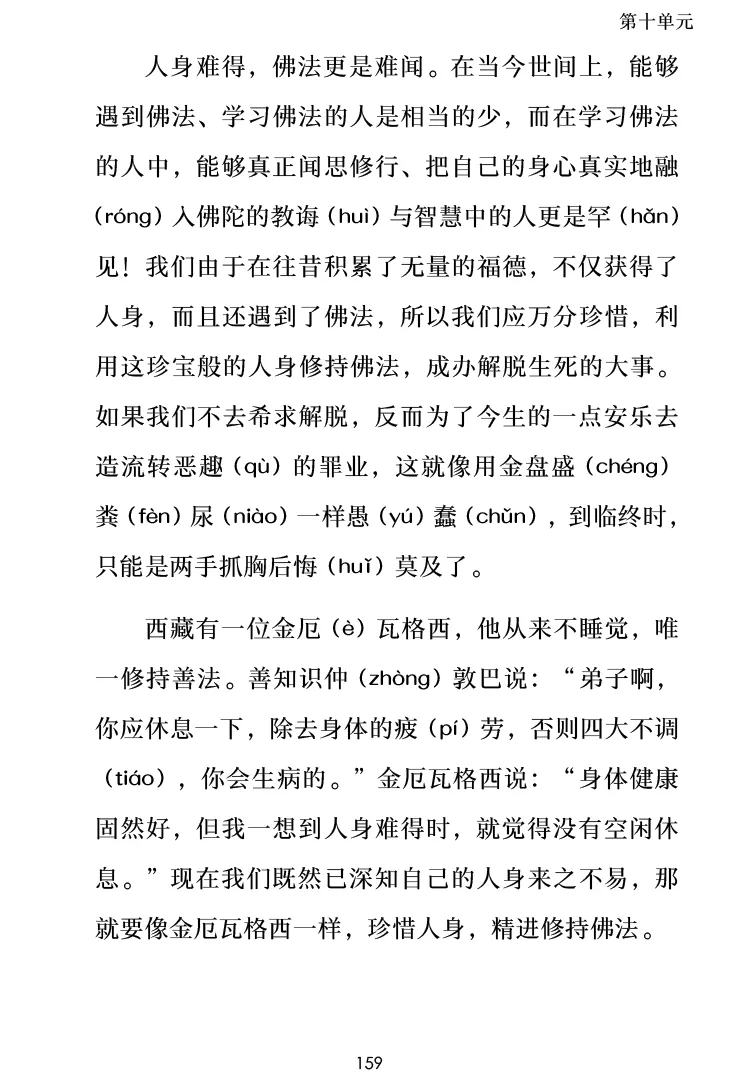 第十单元
人身难得，佛法更是难闻。在当今世间上，能够
遇到佛法、学习佛法的人是相当的少，而在学习佛法
的人中，能够真正闻思修行、把自己的身心真实地融
（róng）入佛陀的教诲（huì）与智慧中的人更是罕（hǎn）
见！我们由于在往昔积累了无量的福德，不仅获得了
人身，而且还遇到了佛法，所以我们应万分珍惜，利
用这珍宝般的人身修持佛法，成办解脱生死的大事。
如果我们不去希求解脱，反而为了今生的一点安乐去
造流转恶趣（qù）的罪业，这就像用金盘盛（chéng）
粪（fèn）尿（niào）一样愚（yú）蠢（chǔn），到临终时，
只能是两手抓胸后悔（huǐ）莫及了。
西藏有一位金厄（è）瓦格西，他从来不睡觉，唯
一修持善法。善知识仲（zhòng）敦巴说：“弟子啊，
你应休息一下，除去身体的疲（pí）劳，否则四大不调
（tiáo），你会生病的。”金厄瓦格西说：“身体健康
固然好，但我一想到人身难得时，就觉得没有空闲休
息。”现在我们既然已深知自己的人身来之不易，那
就要像金厄瓦格西一样，珍惜人身，精进修持佛法。
159